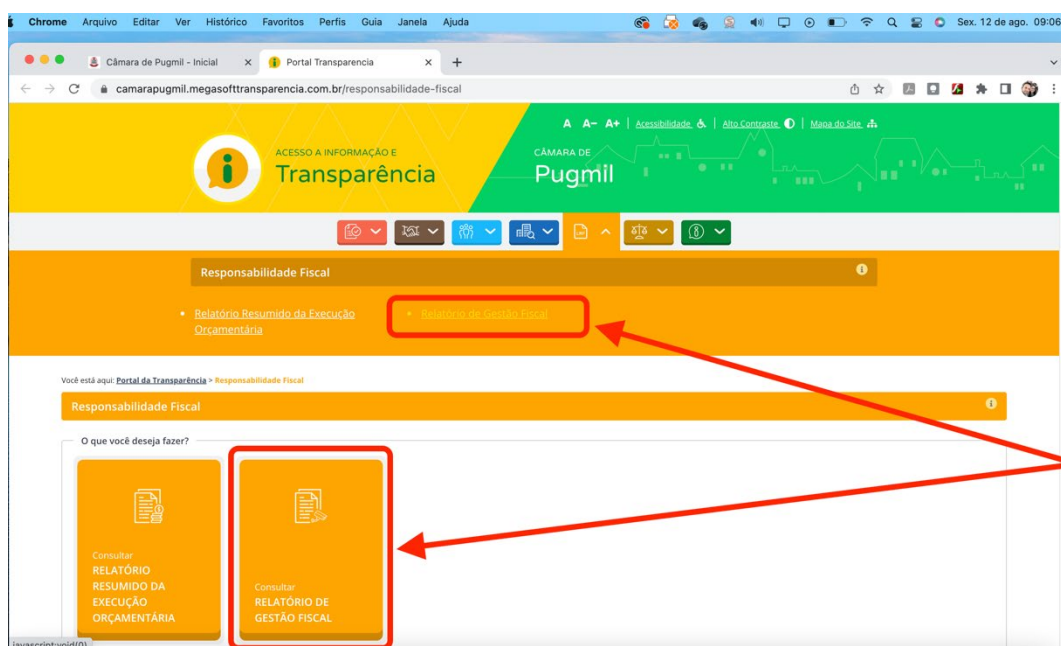 Chrome Arquivo Editar Ver Histórico Favoritos Perfis Guia Janela Ajuda Sex. 12 de ago. 09:06
Câmara de Pugmil - Inicial Portal Transparencia
camarapugmil.megasofttransparencia.com.br/responsabilidade-fiscal
A A- A+ | Acessibilidade | Alto Contraste | Mapa do Site
ACESSO A INFORMAÇÃO E
Transparência
CÂMARA DE
Pugmil
Responsabilidade Fiscal
• Relatório Resumido da Execução
Orçamentária
• Relatório de Gestão Fiscal
Você está aqui: Portal da Transparência > Responsabilidade Fiscal
Responsabilidade Fiscal
O que você deseja fazer?
Consultar
RELATÓRIO
RESUMIDO DA
EXECUÇÃO
ORÇAMENTÁRIA
Consultar
RELATÓRIO DE
GESTÃO FISCAL
javascript:void(0)